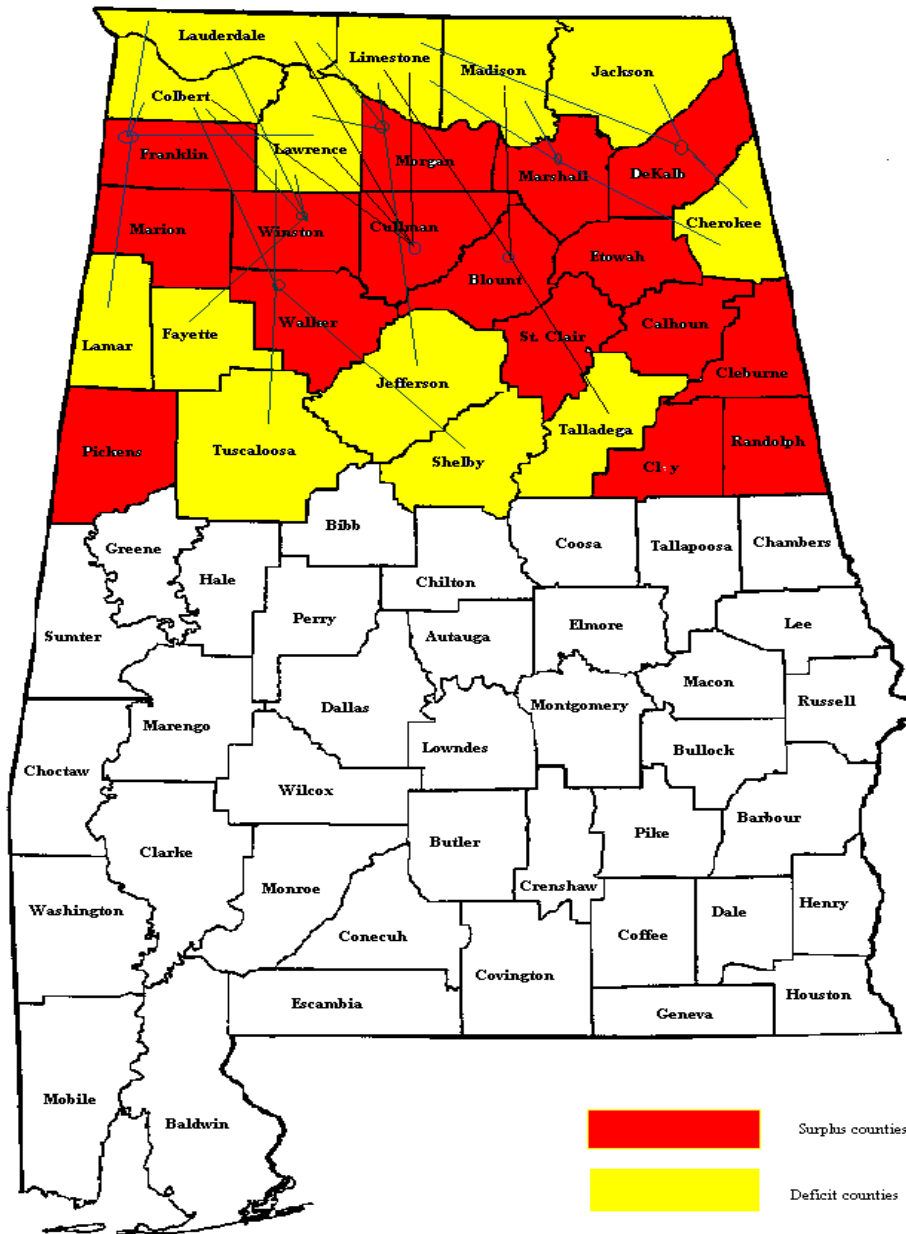 Lauderdale
Limestone
Madison
Jackson
Colbert
Lawrence
Franklin
Morgan
Marshall
DeKalb
Cherokee
Marion
Winston
Cullman
Etowah
Blount
Walker
Calhoun
St. Clair
Fayette
Lamar
Jefferson
Cleburne
Talladega
Randolph
Pickens
Tuscaloosa
Shelby
Clay
Bibb
Coosa
Tallapoosa
Chambers
Greene
Hale
Chilton
Perry
Elmore
Lee
Sumter
Autauga
Macon
Russell
Dallas
Montgomery
Marengo
Lowndes
Bullock
Choctaw
Wilcox
Barbour
Pike
Butler
Clarke
Monroe
Crenshaw
Henry
Washington
Dale
Conecuh
Coffee
Covington
Houston
Escambia
Geneva
Mobile
Baldwin
Surplus counties
Deficit counties